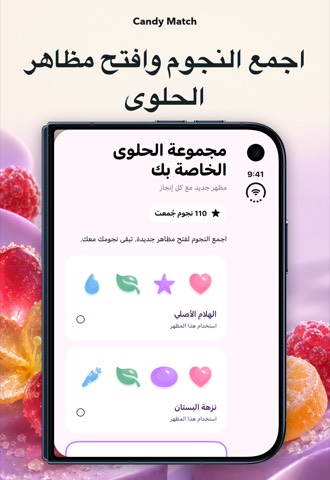 Candy Match
اجمع النجوم وافتح مظاهر
الحلوى
مجموعة الحلوى
الخاصة بك
9:41
مظهر جديد مع كل إنجاز
110 نجوم جُمعت
اجمع النجوم لفتح مظاهر جديدة. تبقى نجومك معك.
الهلام الأصلي
استخدام هذا المظهر
نزهة البستان
استخدام هذا المظهر